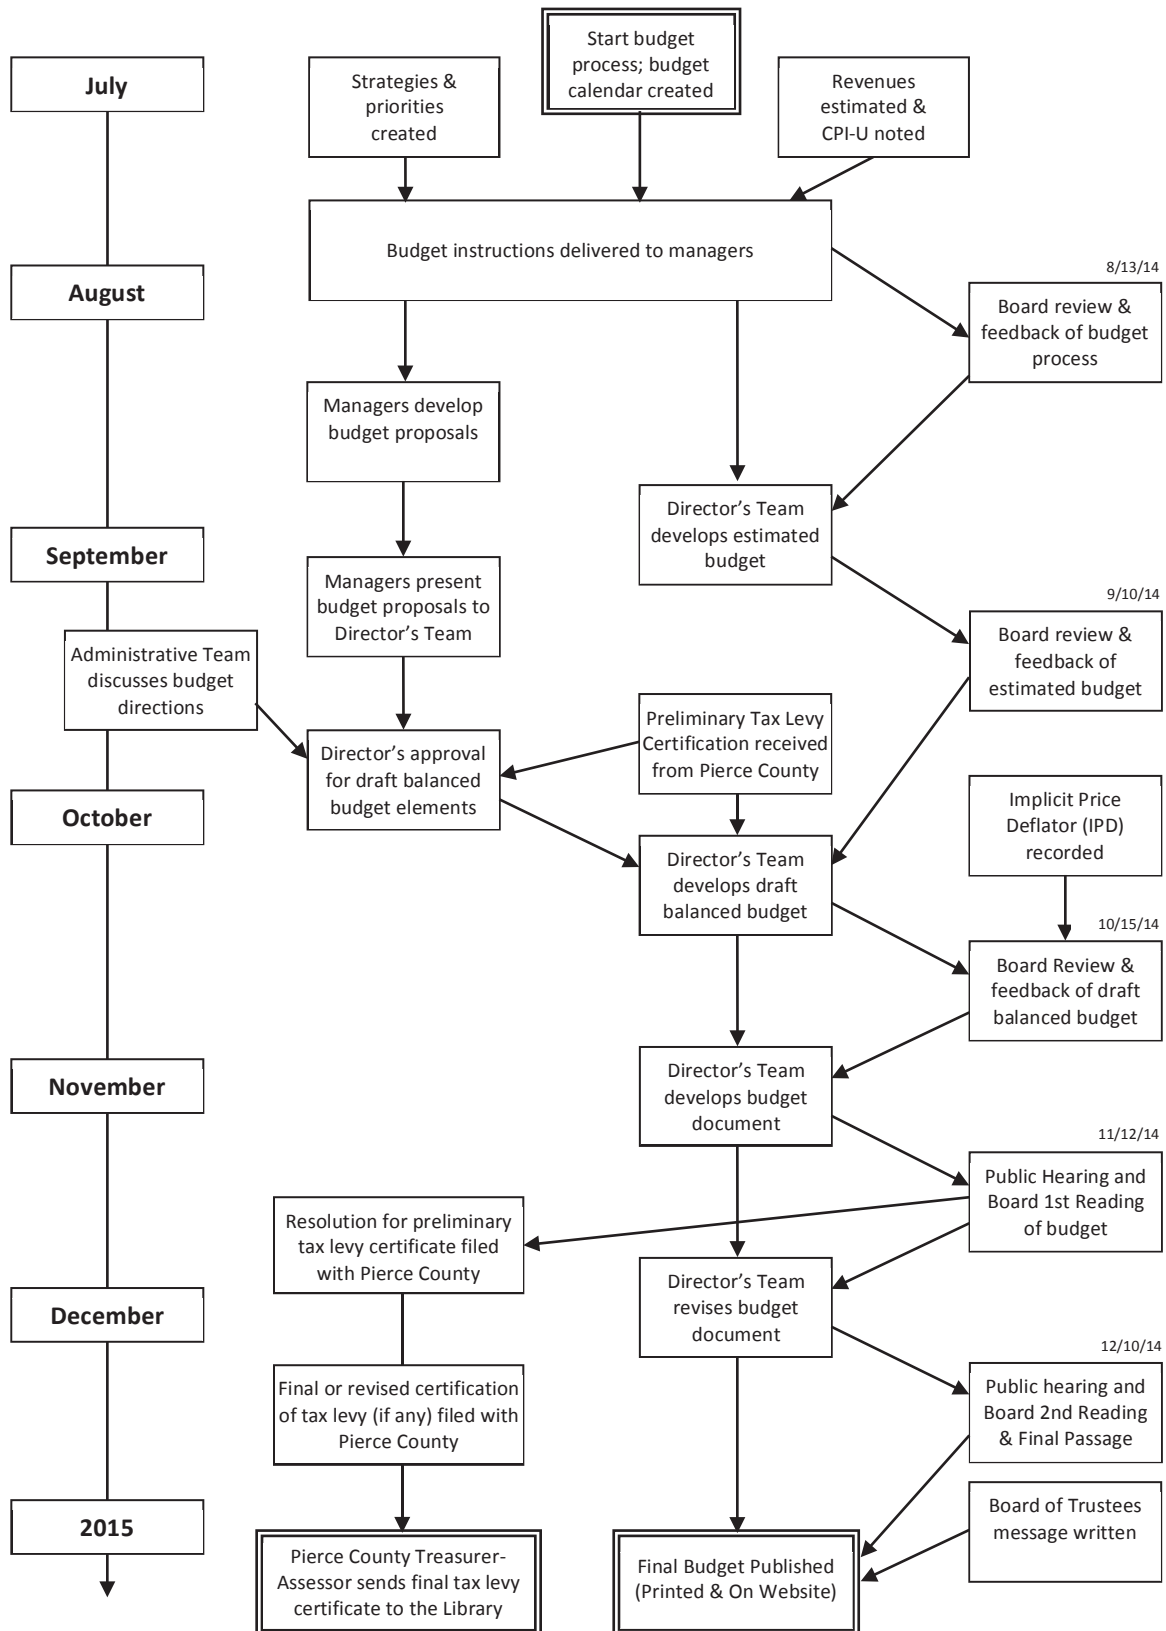 Start budget
process; budget
calendar created
July
Strategies &
priorities
created
Revenues
estimated &
CPI-U noted
Budget instructions delivered to managers
August
8/13/14
Board review &
feedback of budget
process
Managers develop
budget proposals
Director's Team
develops estimated
budget
September
Managers present
budget proposals to
Director's Team
9/10/14
Board review &
feedback of
estimated budget
Administrative Team
discusses budget
directions
Preliminary Tax Levy
Certification received
from Pierce County
Director's approval
for draft balanced
budget elements
October
Implicit Price
Deflator (IPD)
recorded
Director's Team
develops draft
balanced budget
10/15/14
Board Review &
feedback of draft
balanced budget
November
Director's Team
develops budget
document
11/12/14
Public Hearing and
Board 1st Reading
of budget
Resolution for preliminary
tax levy certificate filed
with Pierce County
Director's Team
revises budget
document
December
12/10/14
Public hearing and
Board 2nd Reading
& Final Passage
Final or revised certification
of tax levy (if any) filed with
Pierce County
2015
Board of Trustees
message written
Pierce County Treasurer-
Assessor sends final tax levy
certificate to the Library
Final Budget Published
(Printed & On Website)